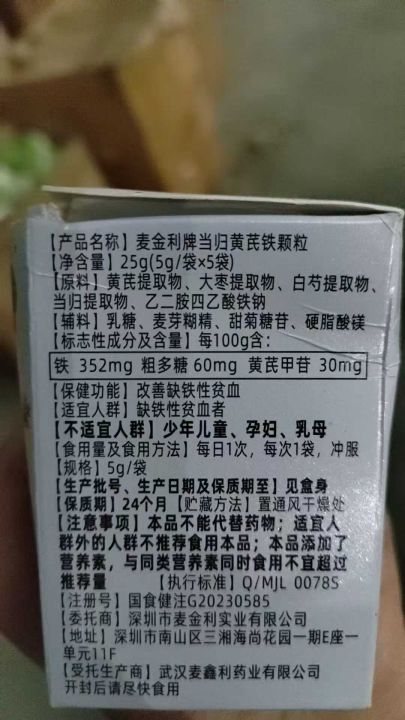 【产品名称】麦金利牌当归黄芪铁颗粒
【净含量】25g(5g/袋×5袋)
【原料】黄芪提取物、大枣提取物、白芍提取物、
当归提取物、乙二胺四乙酸铁钠
【辅料】乳糖、麦芽糊精、甜菊糖苷、硬脂酸镁
【标志性成分及含量】每100g含：
铁 352mg 粗多糖 60mg 黄芪甲苷 30mg
【保健功能】改善缺铁性贫血
【适宜人群】缺铁性贫血者
【不适宜人群】少年儿童、孕妇、乳母
【食用量及食用方法】每日1次，每次1袋，冲服
【规格】5g/袋
【生产批号、生产日期及保质期至】见盒身
【保质期】24个月【贮藏方法】置通风干燥处
【注意事项】本品不能代替药物；适宜人
群外的人群不推荐食用本品；本品添加了
营养素，与同类营养素同时食用不宜超过
推荐量 【执行标准】Q/MJL 0078S
【注册号】国食健注G20230585
【委托商】深圳市麦金利实业有限公司
【地址】深圳市南山区三湘海尚花园一期E座一
单元11F
【受托生产商】武汉麦鑫利药业有限公司
开封后请尽快食用